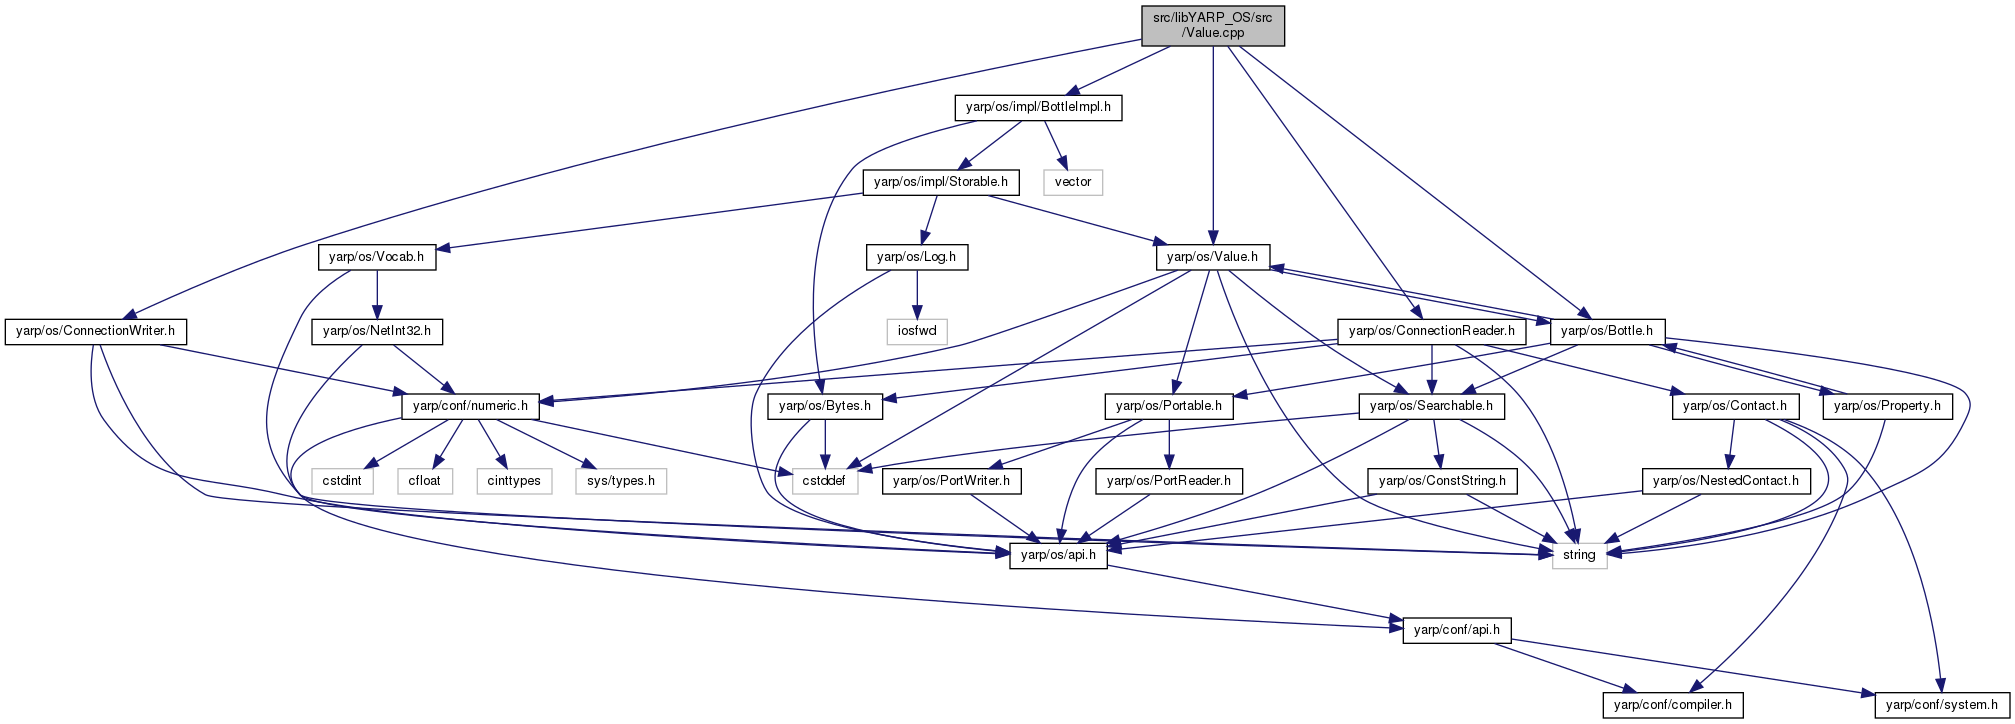 src/libYARP_OS/src
/Value.cpp
yarp/os/impl/BottleImpl.h
yarp/os/impl/Storable.h
vector
yarp/os/Vocab.h
yarp/os/Log.h
yarp/os/Value.h
yarp/os/ConnectionWriter.h
yarp/os/NetInt32.h
iosfwd
yarp/os/ConnectionReader.h
yarp/os/Bottle.h
yarp/conf/numeric.h
yarp/os/Bytes.h
yarp/os/Portable.h
yarp/os/Searchable.h
yarp/os/Contact.h
yarp/os/Property.h
cstdint
cfloat
cinttypes
sys/types.h
cstddef
yarp/os/PortWriter.h
yarp/os/PortReader.h
yarp/os/ConstString.h
yarp/os/NestedContact.h
yarp/os/api.h
string
yarp/conf/api.h
yarp/conf/compiler.h
yarp/conf/system.h